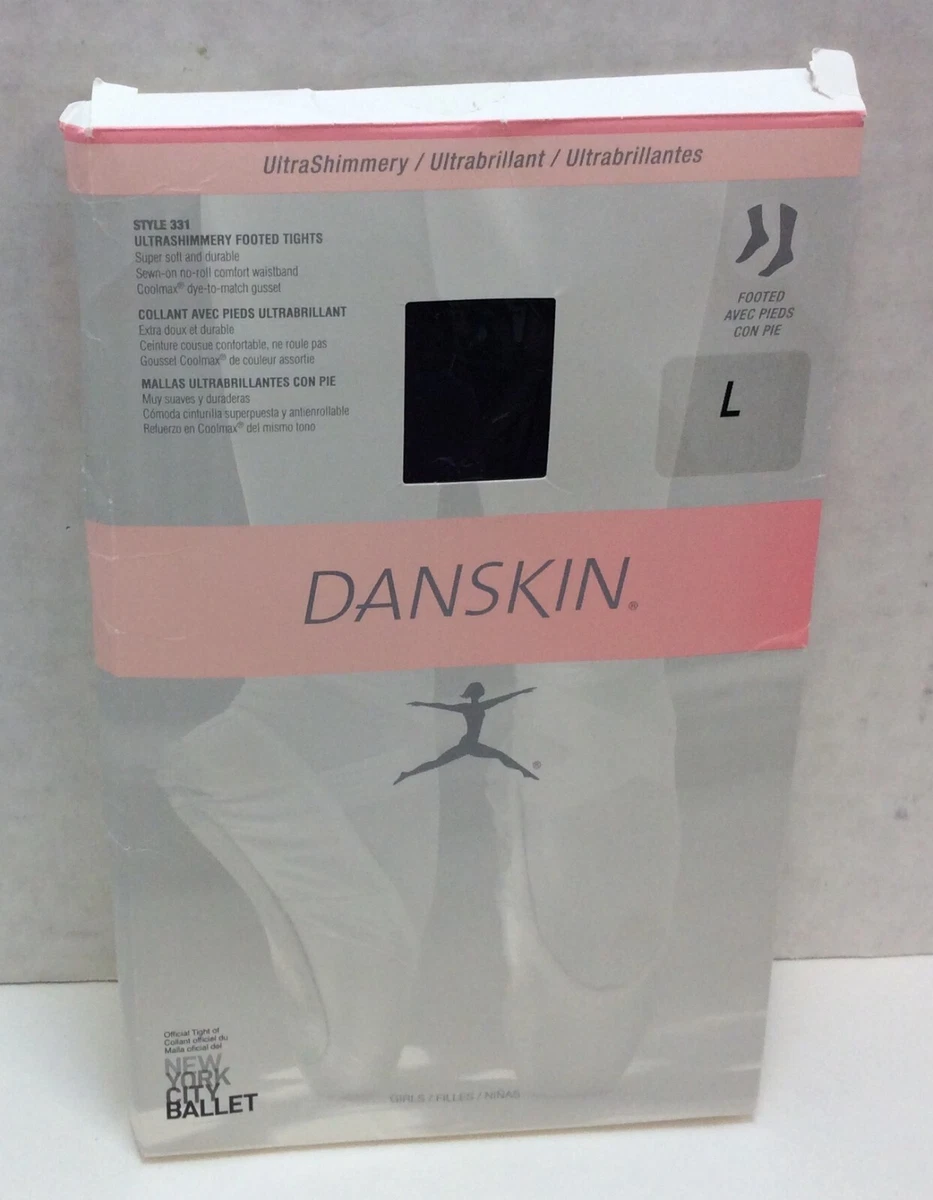 UltraShimmery / Ultrabrillant / Ultrabrillantes
STYLE 331
ULTRASHIMMERY FOOTED TIGHTS
Super soft and durable
Sewn-on no-roll comfort waistband
Coolmax® dye-to-match gusset
COLLANT AVEC PIEDS ULTRABRILLANT
Extra doux et durable
Ceinture cousue confortable, ne roule pas
Gousset Coolmax® de couleur assortie
MALLAS ULTRABRILLANTES CON PIE
Muy suaves y duraderas
Cómoda cinturilla superpuesta y antienrollable
Refuerzo en Coolmax® del mismo tono
FOOTED
AVEC PIEDS
CON PIE
L
DANSKIN®
®
Official Tight of
Collant officiel du
Malla oficial del
NEW
YORK
CITY
BALLET
GIRLS / FILLES / NIÑAS